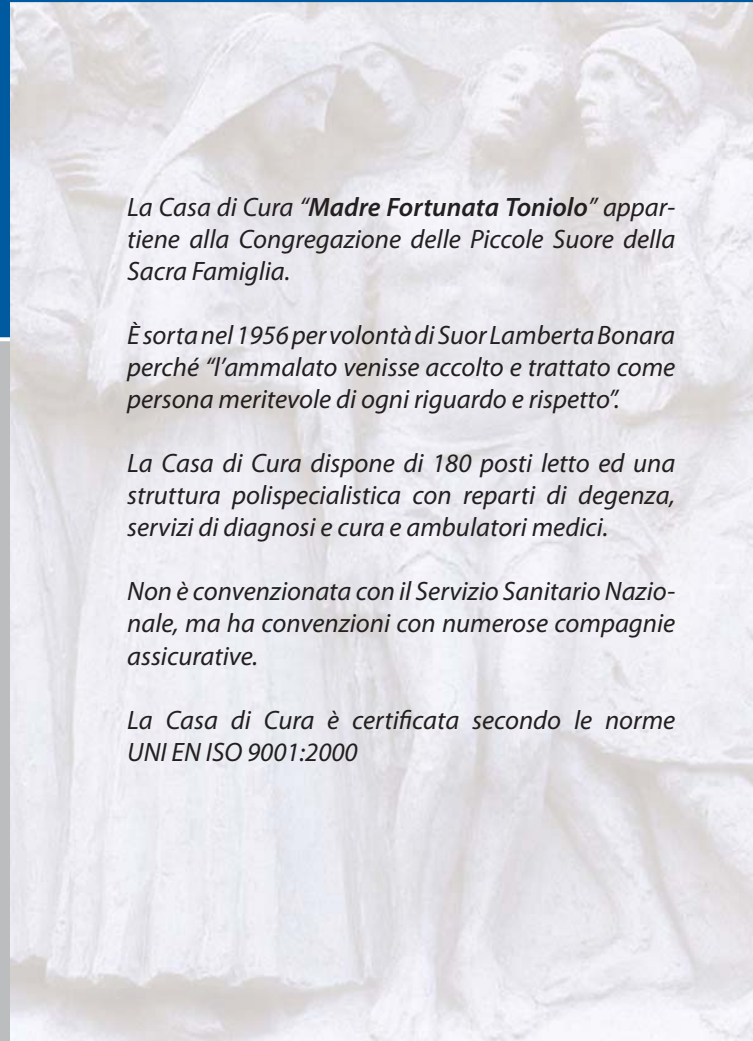 La Casa di Cura “Madre Fortunata Toniolo” appar-
tiene alla Congregazione delle Piccole Suore della
Sacra Famiglia.
È sorta nel 1956 per volontà di Suor Lamberta Bonara
perché “l’ammalato venisse accolto e trattato come
persona meritevole di ogni riguardo e rispetto”.
La Casa di Cura dispone di 180 posti letto ed una
struttura polispecialistica con reparti di degenza,
servizi di diagnosi e cura e ambulatori medici.
Non è convenzionata con il Servizio Sanitario Nazio-
nale, ma ha convenzioni con numerose compagnie
assicurative.
La Casa di Cura è certificata secondo le norme
UNI EN ISO 9001:2000